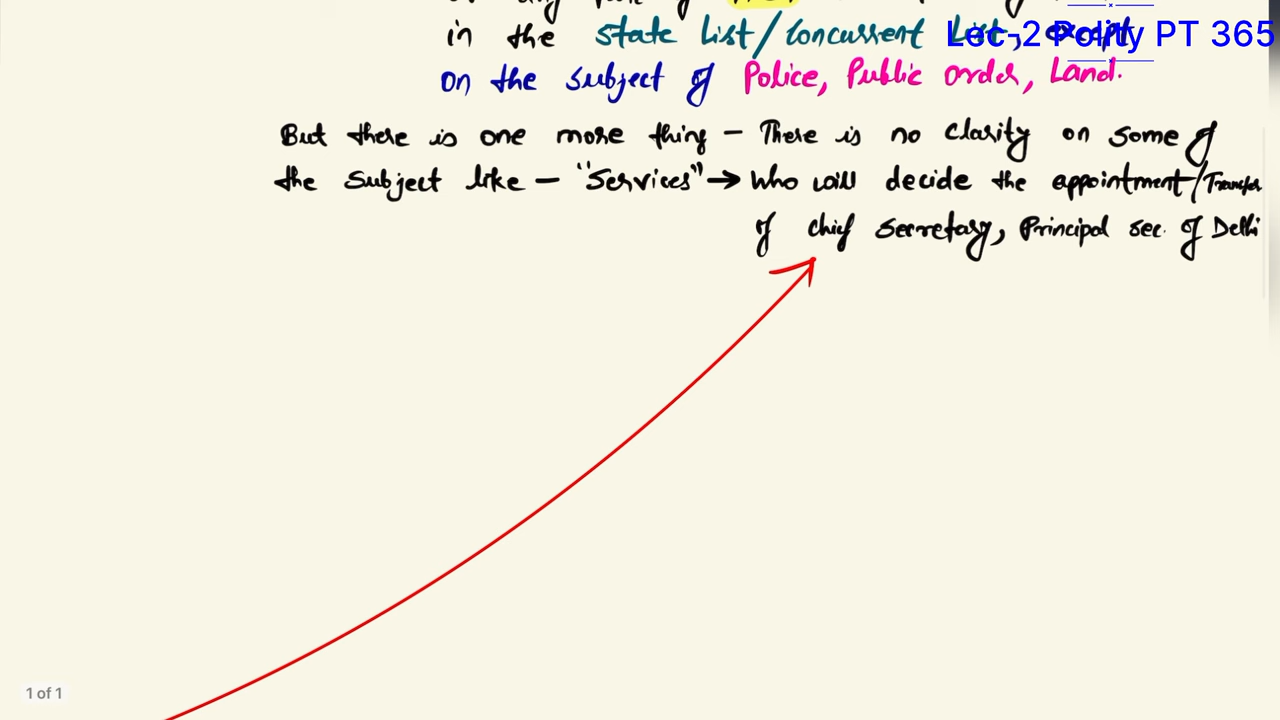 in the state List/Concurrent List, except
on the subject of Police, Public order, Land.
But there is one more thing – There is no Clarity on some of
the Subject like – "Services" → Who will decide the appointment/Transfer
of chief secretary, Principal sec. of Delhi
Lec-2 Polity PT 365
1 of 1